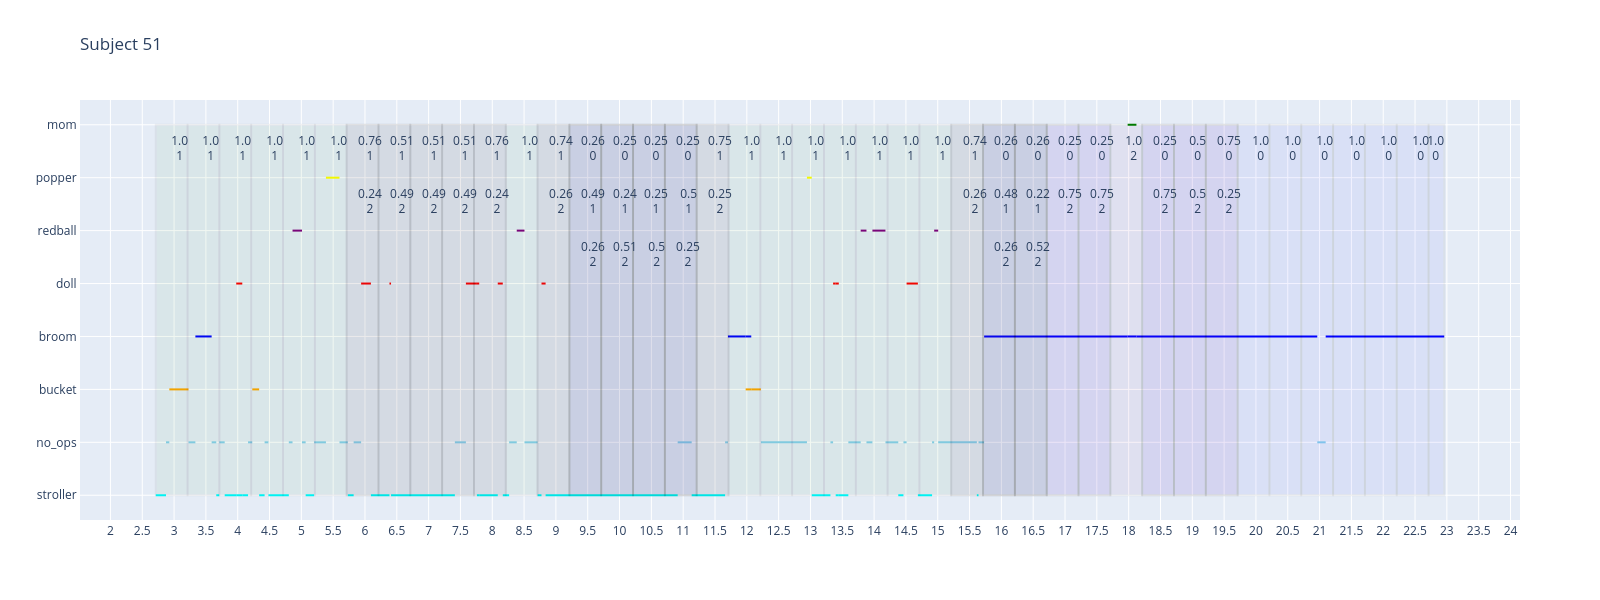 Subject 51
mom
1.0 1.0 1.0 1.0 1.0 1.0 0.76 0.51 0.51 0.51 0.76 1.0 0.74 0.26 0.25 0.25 0.25 0.75 1.0 1.0 1.0 1.0 1.0 1.0 1.0 0.74 0.26 0.26 0.25 0.25 1.0 0.25 0.5 0.75 1.0 1.0 1.0 1.0 1.0 1.0 1.0
1 1 1 1 1 1 1 1 1 1 1 1 1 0 0 0 0 1 1 1 1 1 1 1 1 1 0 0 0 0 2 0 0 0 0 0 0 0 0 0 0
popper
0.24 0.49 0.49 0.49 0.24 0.26 0.49 0.24 0.25 0.5 0.25 0.26 0.48 0.22 0.75 0.75 0.75 0.5 0.25
2 2 2 2 2 2 1 1 1 1 2 2 1 1 2 2 2 2 2
redball
0.26 0.51 0.5 0.25 0.26 0.52
2 2 2 2 2 2
doll
broom
bucket
no_ops
stroller
2 2.5 3 3.5 4 4.5 5 5.5 6 6.5 7 7.5 8 8.5 9 9.5 10 10.5 11 11.5 12 12.5 13 13.5 14 14.5 15 15.5 16 16.5 17 17.5 18 18.5 19 19.5 20 20.5 21 21.5 22 22.5 23 23.5 24